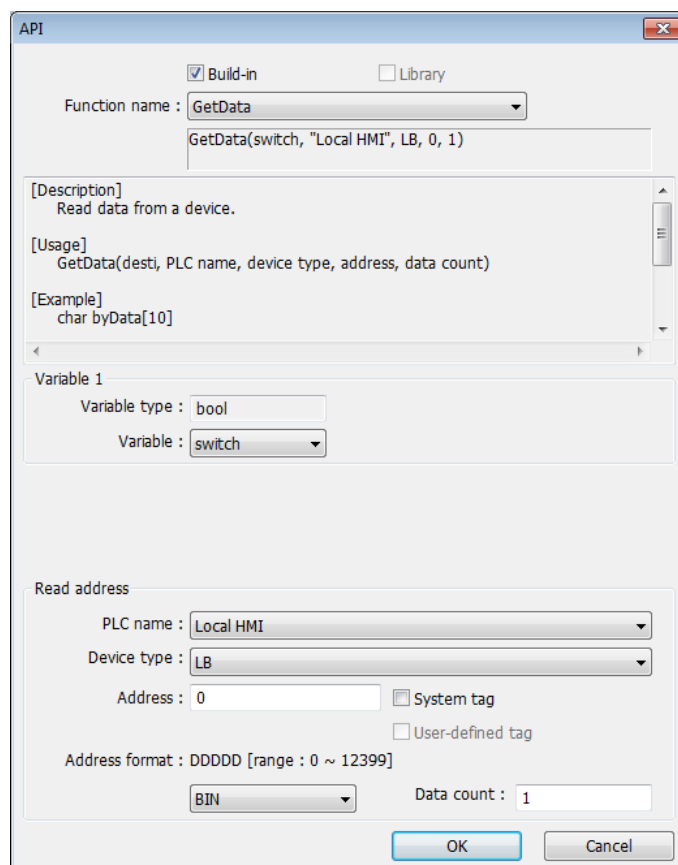 API
Build-in Library
Function name : GetData
GetData(switch, "Local HMI", LB, 0, 1)
[Description]
Read data from a device.
[Usage]
GetData(desti, PLC name, device type, address, data count)
[Example]
char byData[10]
Variable 1
Variable type : bool
Variable : switch
Read address
PLC name : Local HMI
Device type : LB
Address : 0 System tag
User-defined tag
Address format : DDDDD [range : 0 ~ 12399]
BIN Data count : 1
OK Cancel